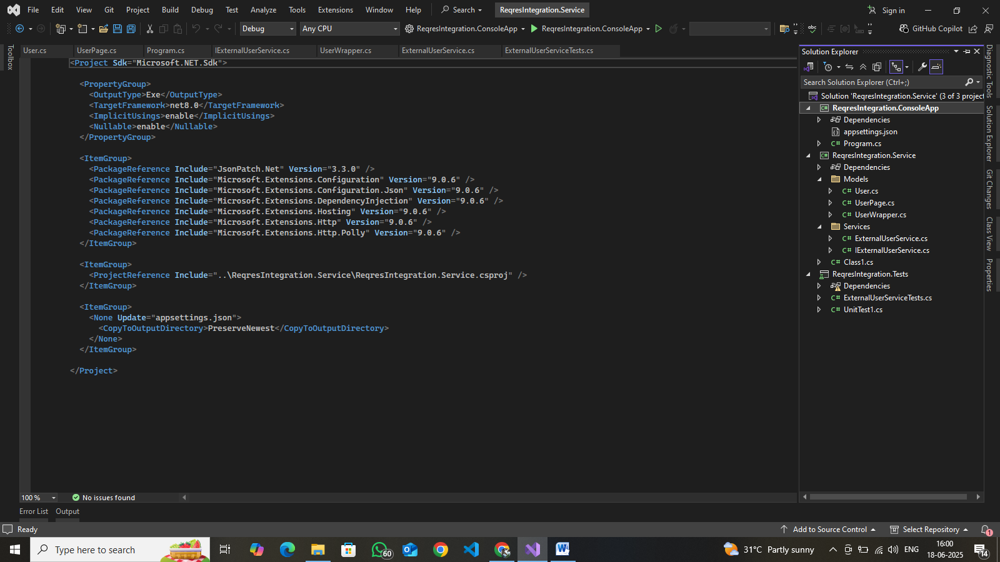 File Edit View Git Project Build Debug Test Analyze Tools Extensions Window Help Search ReqresIntegration.Service Sign in
Debug Any CPU ReqresIntegration.ConsoleApp ReqresIntegration.ConsoleApp GitHub Copilot
User.cs UserPage.cs Program.cs IExternalUserService.cs UserWrapper.cs ExternalUserService.cs ExternalUserServiceTests.cs
Toolbox
<Project Sdk="Microsoft.NET.Sdk">
<PropertyGroup>
<OutputType>Exe</OutputType>
<TargetFramework>net8.0</TargetFramework>
<ImplicitUsings>enable</ImplicitUsings>
<Nullable>enable</Nullable>
</PropertyGroup>
<ItemGroup>
<PackageReference Include="JsonPatch.Net" Version="3.3.0" />
<PackageReference Include="Microsoft.Extensions.Configuration" Version="9.0.6" />
<PackageReference Include="Microsoft.Extensions.Configuration.Json" Version="9.0.6" />
<PackageReference Include="Microsoft.Extensions.DependencyInjection" Version="9.0.6" />
<PackageReference Include="Microsoft.Extensions.Hosting" Version="9.0.6" />
<PackageReference Include="Microsoft.Extensions.Http" Version="9.0.6" />
<PackageReference Include="Microsoft.Extensions.Http.Polly" Version="9.0.6" />
</ItemGroup>
<ItemGroup>
<ProjectReference Include="..\ReqresIntegration.Service\ReqresIntegration.Service.csproj" />
</ItemGroup>
<ItemGroup>
<None Update="appsettings.json">
<CopyToOutputDirectory>PreserveNewest</CopyToOutputDirectory>
</None>
</ItemGroup>
</Project>
100 % No issues found
Error List Output
Solution Explorer
Search Solution Explorer (Ctrl+;)
Solution 'ReqresIntegration.Service' (3 of 3 project
ReqresIntegration.ConsoleApp
Dependencies
appsettings.json
C# Program.cs
ReqresIntegration.Service
Dependencies
Models
C# User.cs
C# UserPage.cs
C# UserWrapper.cs
Services
C# ExternalUserService.cs
C# IExternalUserService.cs
C# Class1.cs
ReqresIntegration.Tests
Dependencies
C# ExternalUserServiceTests.cs
C# UnitTest1.cs
Diagnostic Tools
Solution Explorer
Git Changes
Class View
Properties
Ready Add to Source Control Select Repository 1
Type here to search 60 31°C Partly sunny ENG 16:00
18-06-2025 14